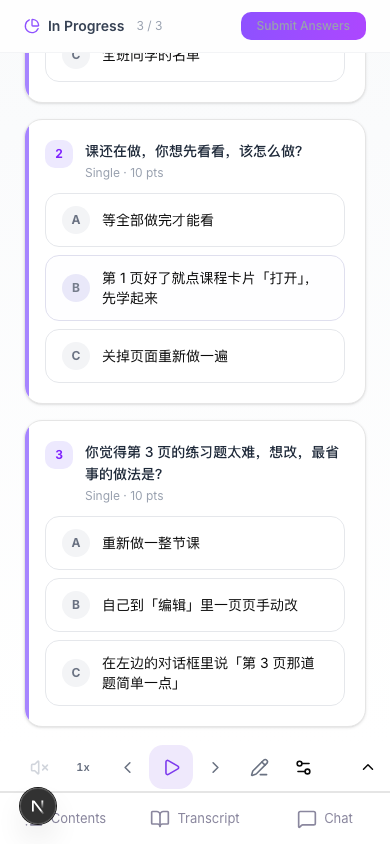 In Progress 3 / 3 Submit Answers
C 全班同学的名单
2 课还在做，你想先看看，该怎么做？
Single · 10 pts
A 等全部做完才能看
B 第 1 页好了就点课程卡片「打开」，
先学起来
C 关掉页面重新做一遍
3 你觉得第 3 页的练习题太难，想改，最省
事的做法是？
Single · 10 pts
A 重新做一整节课
B 自己到「编辑」里一页页手动改
C 在左边的对话框里说「第 3 页那道
题简单一点」
1x
N Contents Transcript Chat